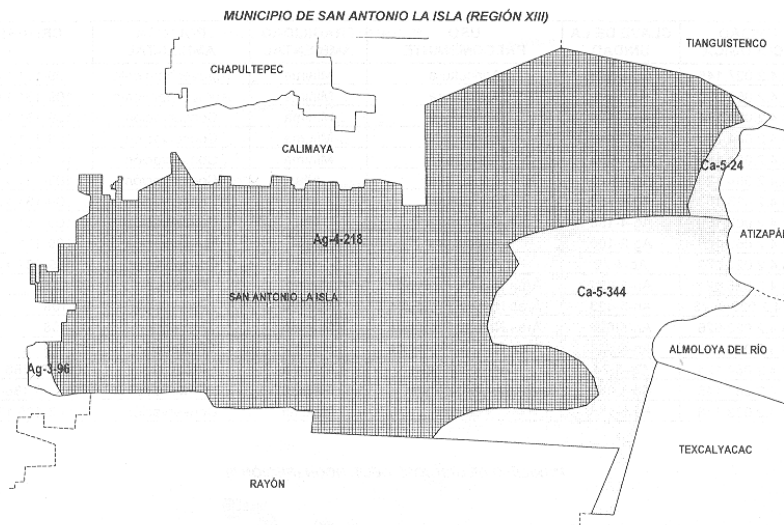 MUNICIPIO DE SAN ANTONIO LA ISLA (REGIÓN XIII)
TIANGUISTENCO
CHAPULTEPEC
CALIMAYA
Ca-5-24
ATIZAPÁN
Ag-4-218
Ca-5-344
SAN ANTONIO LA ISLA
ALMOLOYA DEL RÍO
Ag-3-96
TEXCALYACAC
RAYÓN